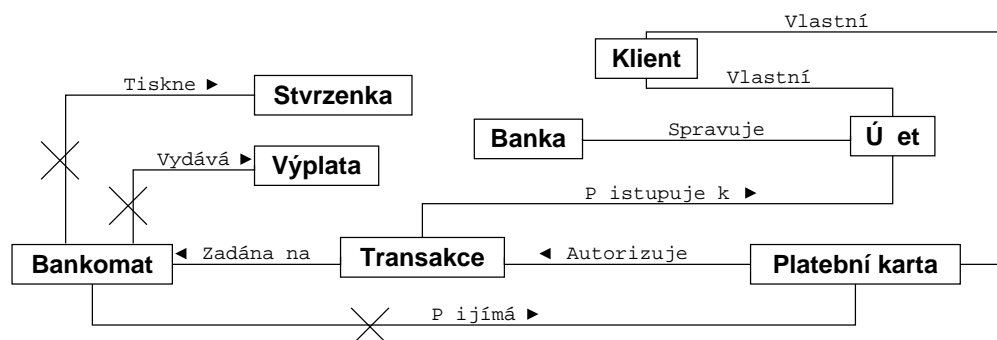 Vlastní
Klient
Tiskne ►
Vlastní
Stvrzenka
Banka
Spravuje
Ú et
Vydává ►
Výplata
P istupuje k ►
Bankomat
◄ Zadána na
Transakce
◄ Autorizuje
Platební karta
P ijímá ►